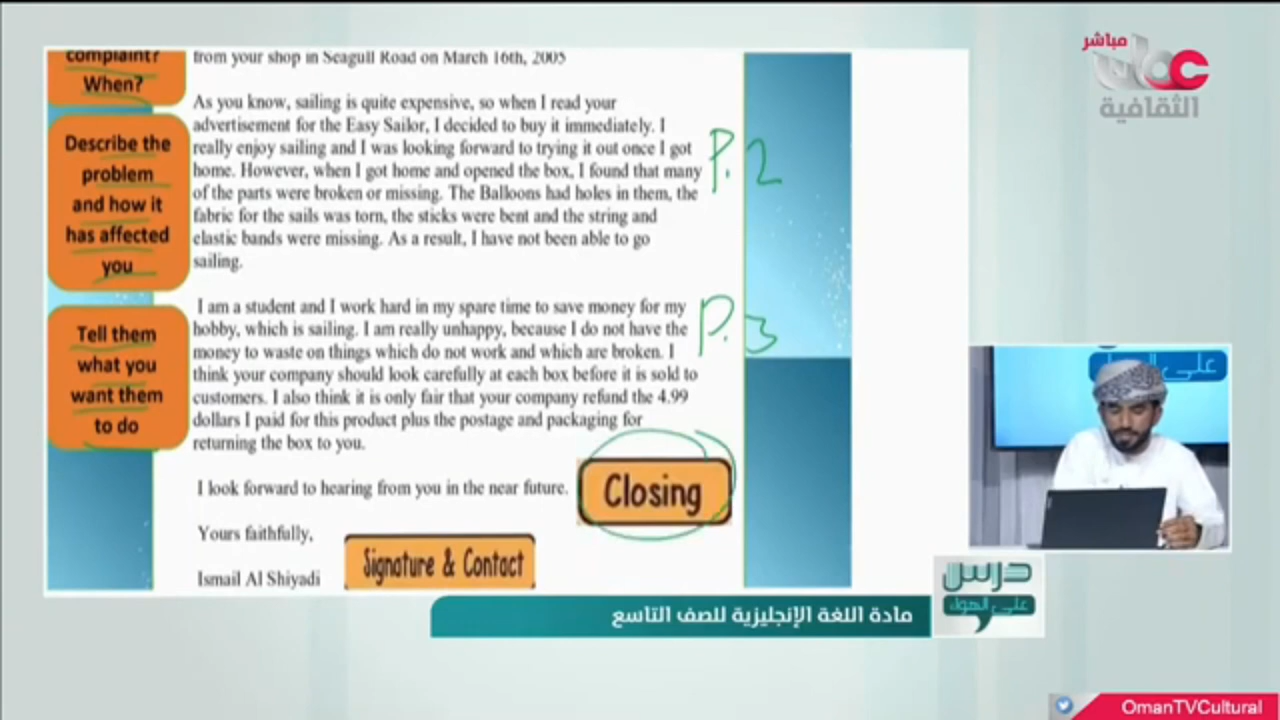 مباشر
الثقافية
complaint?
When?
from your shop in Seagull Road on March 16th, 2005
Describe the
problem
and how it
has affected
you
As you know, sailing is quite expensive, so when I read your
advertisement for the Easy Sailor, I decided to buy it immediately. I
really enjoy sailing and I was looking forward to trying it out once I got
home. However, when I got home and opened the box, I found that many
of the parts were broken or missing. The Balloons had holes in them, the
fabric for the sails was torn, the sticks were bent and the string and
elastic bands were missing. As a result, I have not been able to go
sailing.
P.2
Tell them
what you
want them
to do
I am a student and I work hard in my spare time to save money for my
hobby, which is sailing. I am really unhappy, because I do not have the
money to waste on things which do not work and which are broken. I
think your company should look carefully at each box before it is sold to
customers. I also think it is only fair that your company refund the 4.99
dollars I paid for this product plus the postage and packaging for
returning the box to you.
P.3
I look forward to hearing from you in the near future.
Closing
Yours faithfully,
Signature & Contact
Ismail Al Shiyadi
على الهواء
درس
على الهواء
مادة اللغة الإنجليزية للصف التاسع
OmanTVCultural